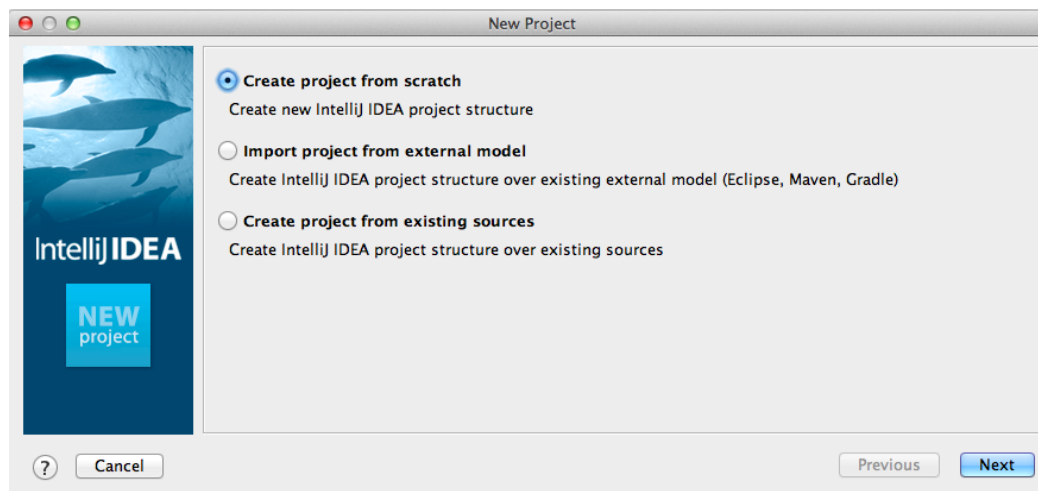 New Project
Create project from scratch
Create new IntelliJ IDEA project structure
Import project from external model
Create IntelliJ IDEA project structure over existing external model (Eclipse, Maven, Gradle)
Create project from existing sources
Create IntelliJ IDEA project structure over existing sources
IntelliJ IDEA
NEW
project
? Cancel Previous Next